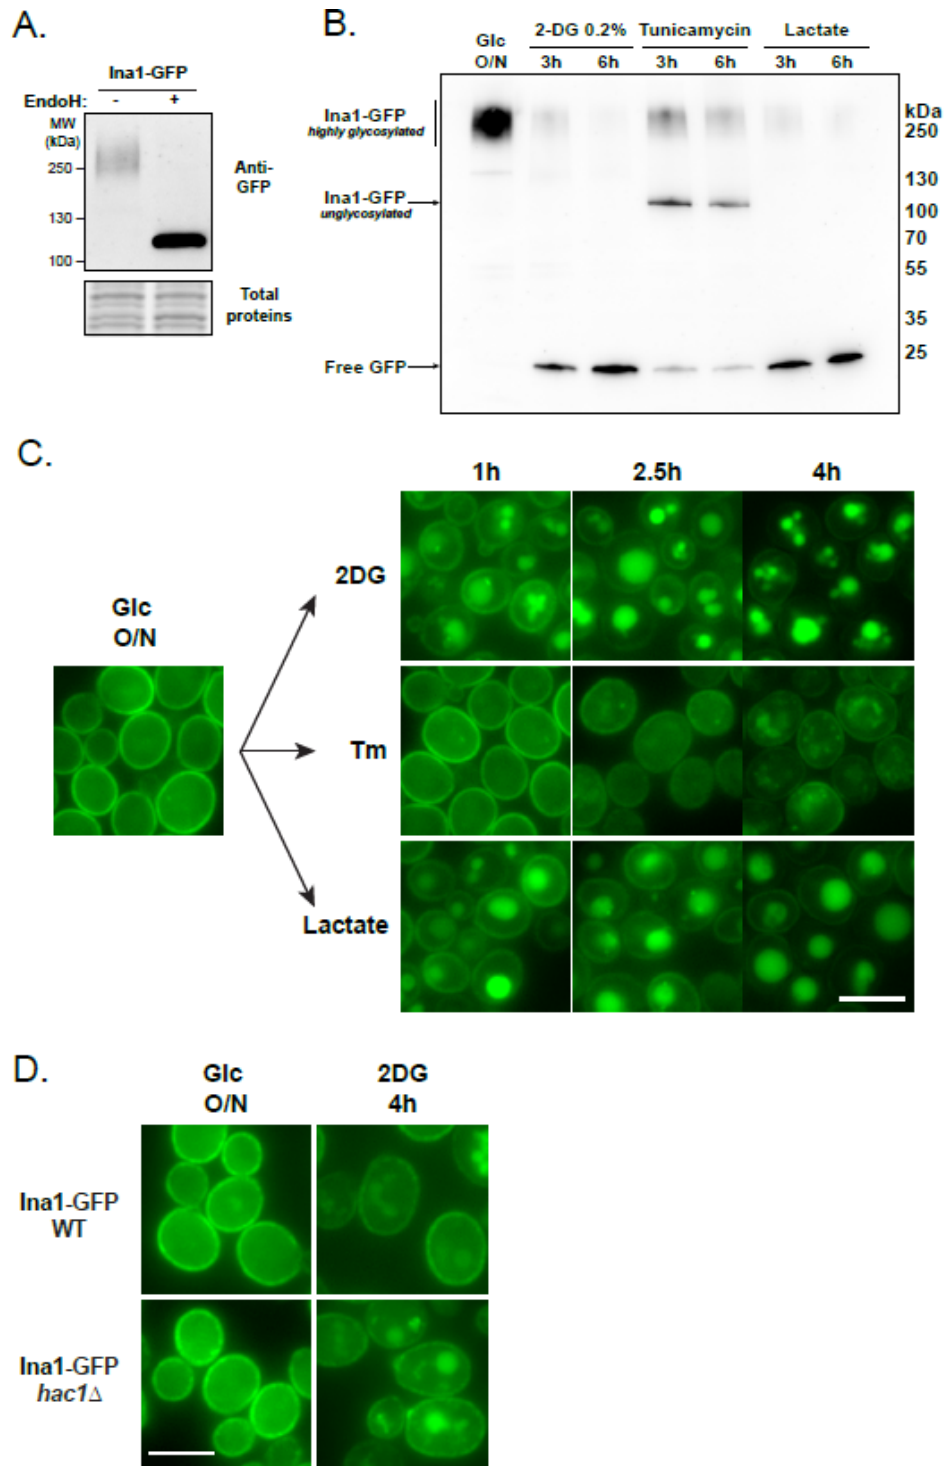 A.
Ina1-GFP
EndoH: - +
MW
(kDa)
250
130
100
Anti-
GFP
Total
proteins
B.
Glc
O/N
2-DG 0.2%
Tunicamycin
Lactate
3h 6h 3h 6h 3h 6h
Ina1-GFP
highly glycosylated
Ina1-GFP
unglycosylated
Free GFP
kDa
250
130
100
70
55
35
25
C.
1h 2.5h 4h
Glc
O/N
2DG
Tm
Lactate
D.
Glc
O/N
2DG
4h
Ina1-GFP
WT
Ina1-GFP
hac1Δ